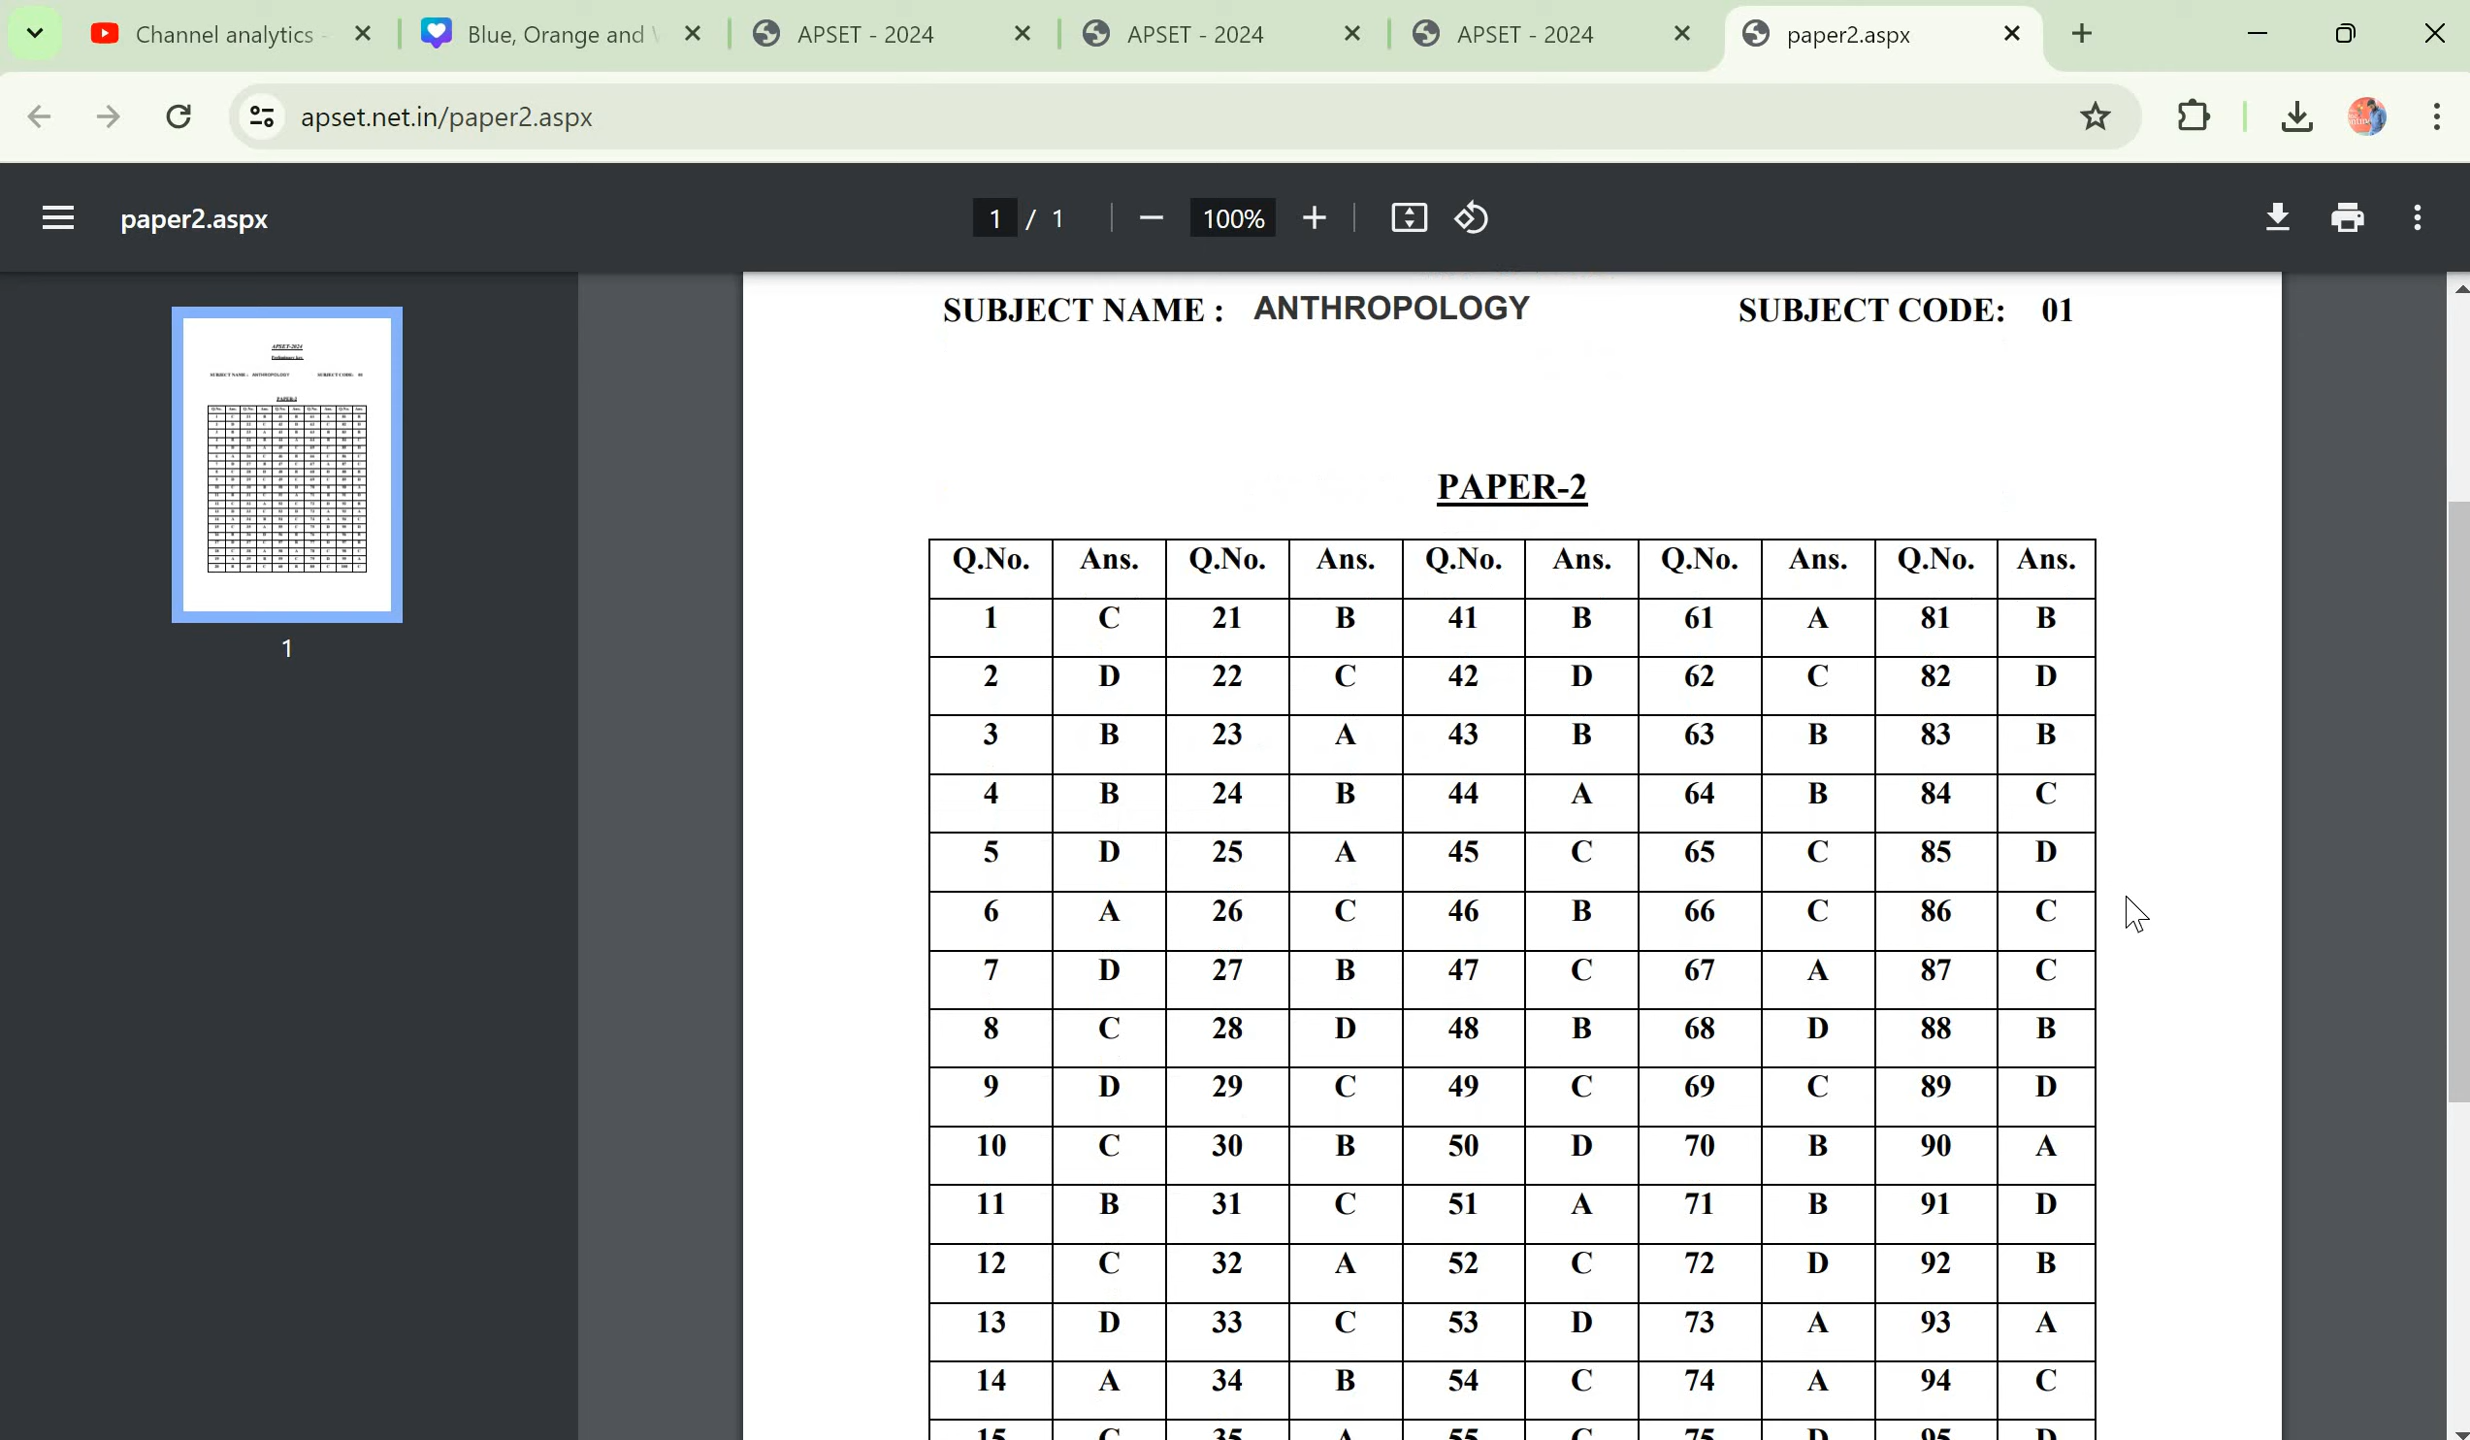 Channel analytics -
Blue, Orange and
APSET - 2024
APSET - 2024
APSET - 2024
paper2.aspx
apset.net.in/paper2.aspx
paper2.aspx
1 / 1
100%
1
SUBJECT NAME : ANTHROPOLOGY SUBJECT CODE: 01
PAPER-2
Q.No. Ans. Q.No. Ans. Q.No. Ans. Q.No. Ans. Q.No. Ans.
1 C 21 B 41 B 61 A 81 B
2 D 22 C 42 D 62 C 82 D
3 B 23 A 43 B 63 B 83 B
4 B 24 B 44 A 64 B 84 C
5 D 25 A 45 C 65 C 85 D
6 A 26 C 46 B 66 C 86 C
7 D 27 B 47 C 67 A 87 C
8 C 28 D 48 B 68 D 88 B
9 D 29 C 49 C 69 C 89 D
10 C 30 B 50 D 70 B 90 A
11 B 31 C 51 A 71 B 91 D
12 C 32 A 52 C 72 D 92 B
13 D 33 C 53 D 73 A 93 A
14 A 34 B 54 C 74 A 94 C
15 C 35 A 55 C 75 D 95 D